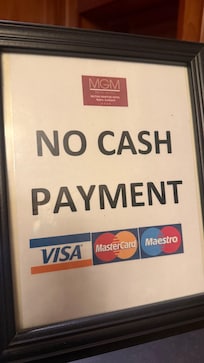 MGM
NO CASH
PAYMENT
VISA MasterCard Maestro